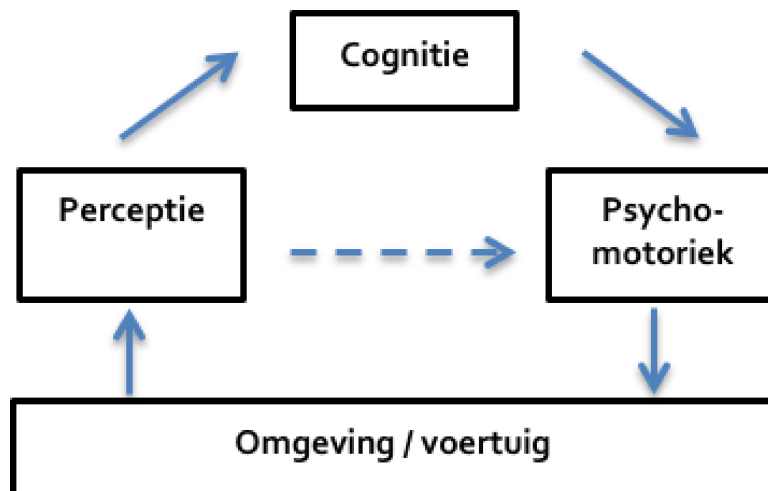 Cognitie
Perceptie
Psycho-
motoriek
Omgeving / voertuig